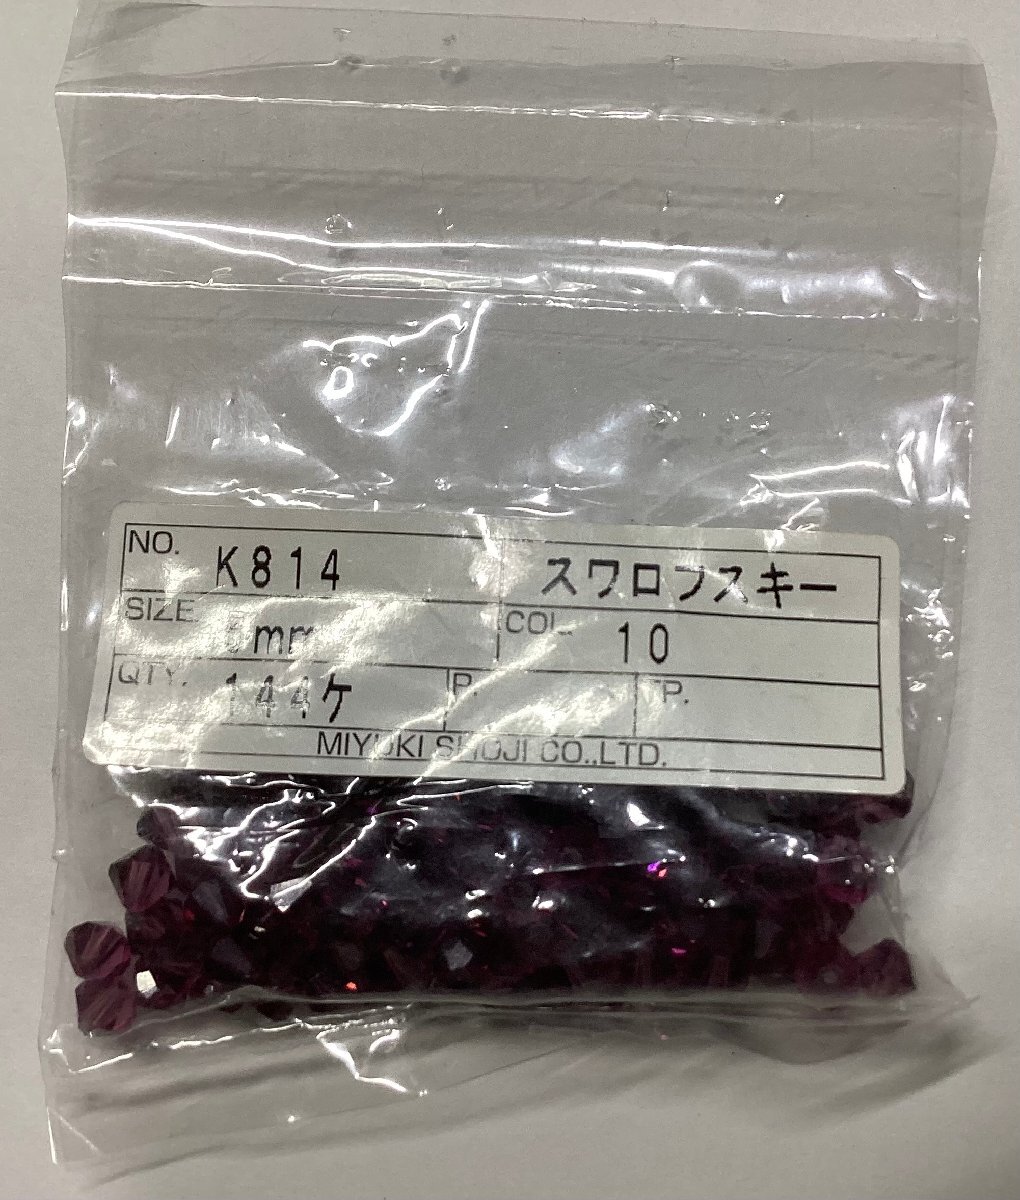 NO. K814 スワロフスキー
SIZE mm COL. 10
QTY. 144ケ P. TP.
MIYUKI SHOJI CO.,LTD.